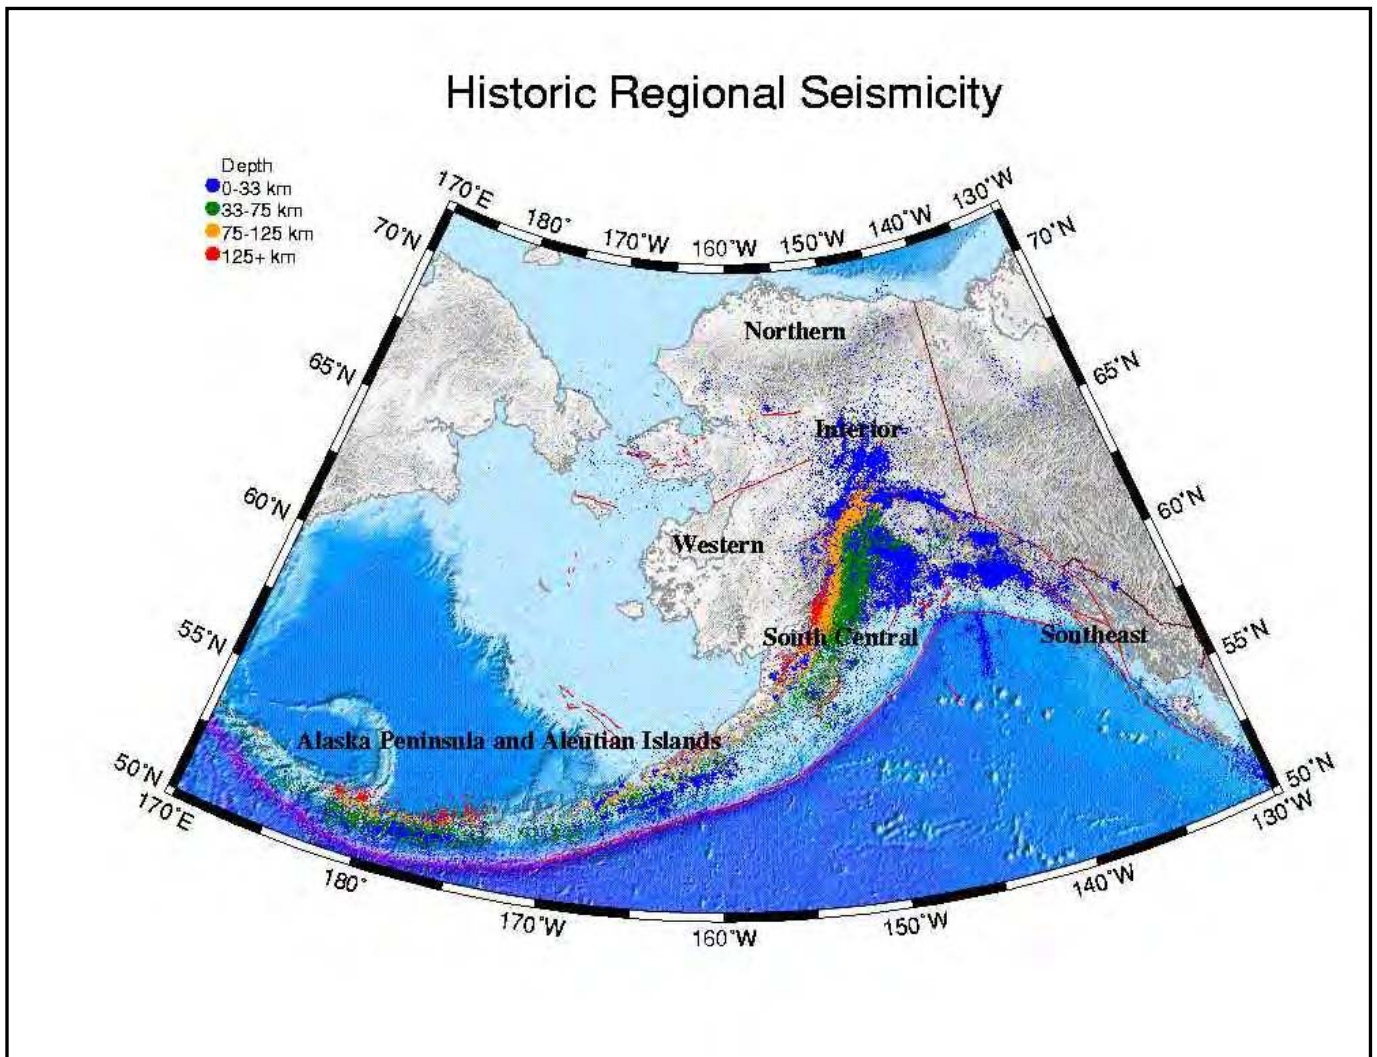 Historic Regional Seismicity
Depth
0-33 km
33-75 km
75-125 km
125+ km
170°E
180°
170°W
160°W
150°W
140°W
130°W
70°N
70°N
65°N
65°N
60°N
60°N
55°N
55°N
50°N
50°N
Northern
Interior
Western
South Central
Southeast
Alaska Peninsula and Aleutian Islands
170°E
180°
170°W
160°W
150°W
140°W
130°W